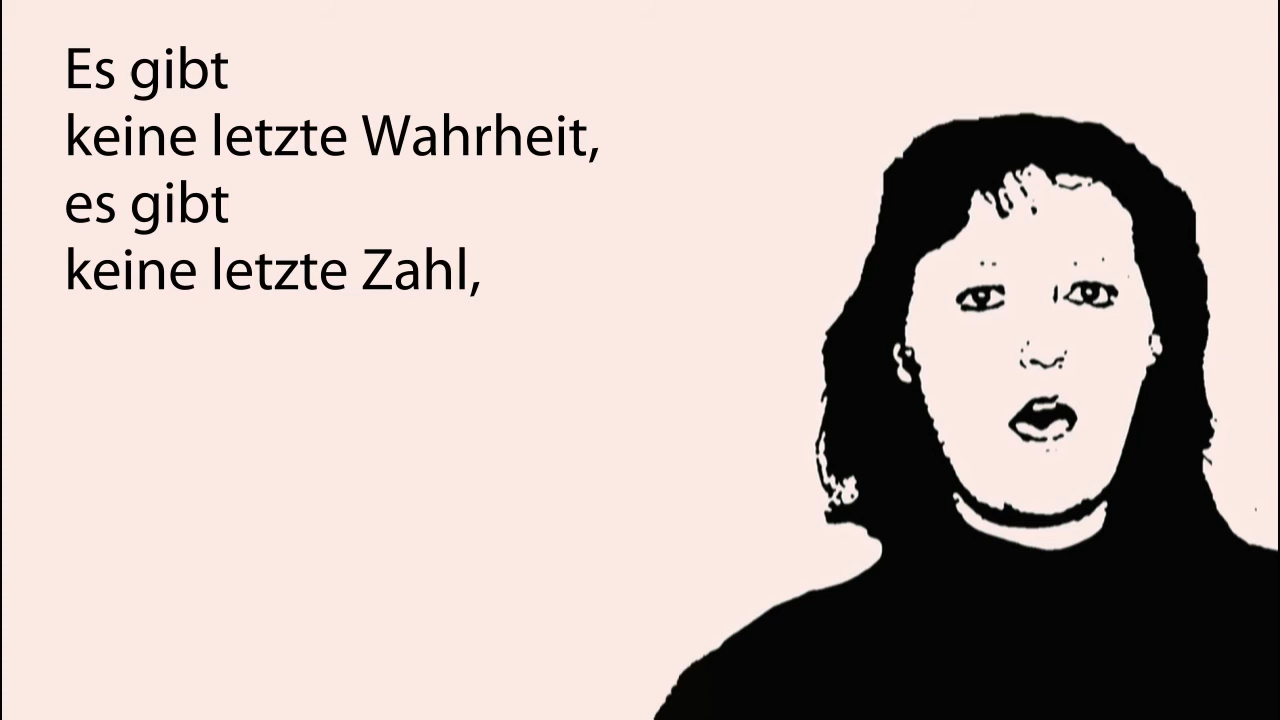 Es gibt
keine letzte Wahrheit,
es gibt
keine letzte Zahl,